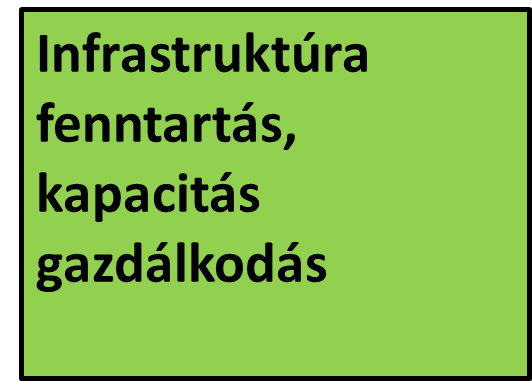 Infrastruktúra
fenntartás,
kapacitás
gazdálkodás